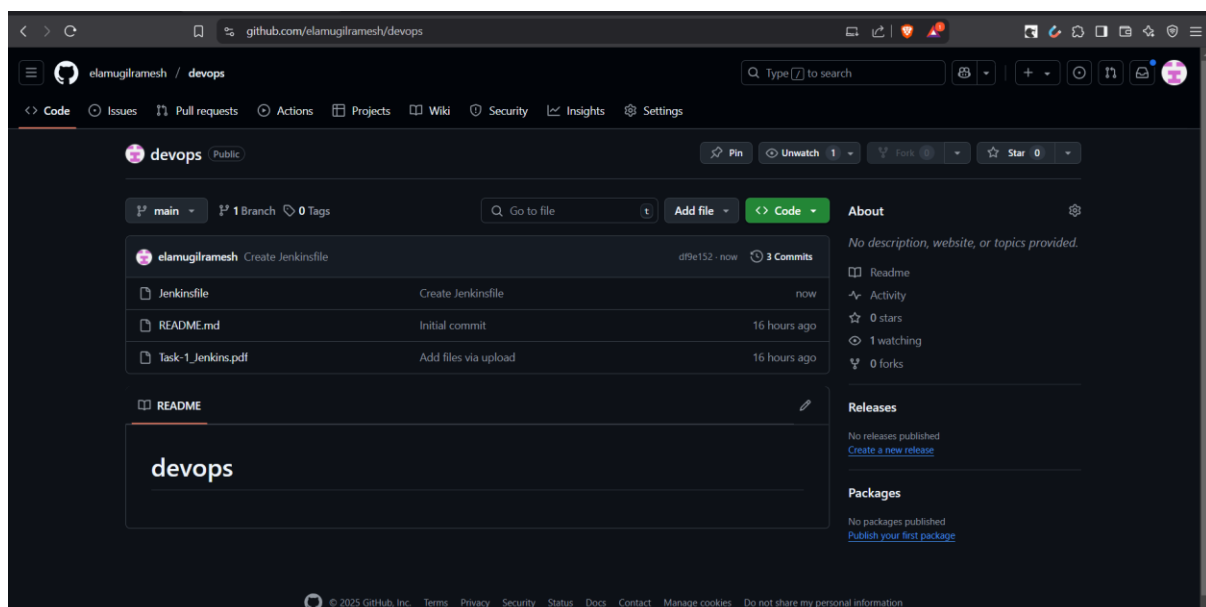 github.com/elamugilramesh/devops
elamugilramesh / devops
Type / to search
Code Issues Pull requests Actions Projects Wiki Security Insights Settings
devops Public
Pin Unwatch 1 Fork 0 Star 0
main 1 Branch 0 Tags Go to file t Add file Code
About
No description, website, or topics provided.
elamugilramesh Create Jenkinsfile df9e152 · now 3 Commits
Readme
Jenkinsfile Create Jenkinsfile now
Activity
README.md Initial commit 16 hours ago
0 stars
1 watching
Task-1_Jenkins.pdf Add files via upload 16 hours ago
0 forks
README
Releases
No releases published
Create a new release
devops
Packages
No packages published
Publish your first package
© 2025 GitHub, Inc. Terms Privacy Security Status Docs Contact Manage cookies Do not share my personal information